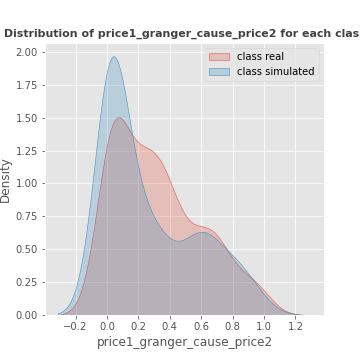 Distribution of price1_granger_cause_price2 for each clas
class real
class simulated
2.00
1.75
1.50
1.25
1.00
0.75
0.50
0.25
0.00
Density
−0.2 0.0 0.2 0.4 0.6 0.8 1.0 1.2
price1_granger_cause_price2